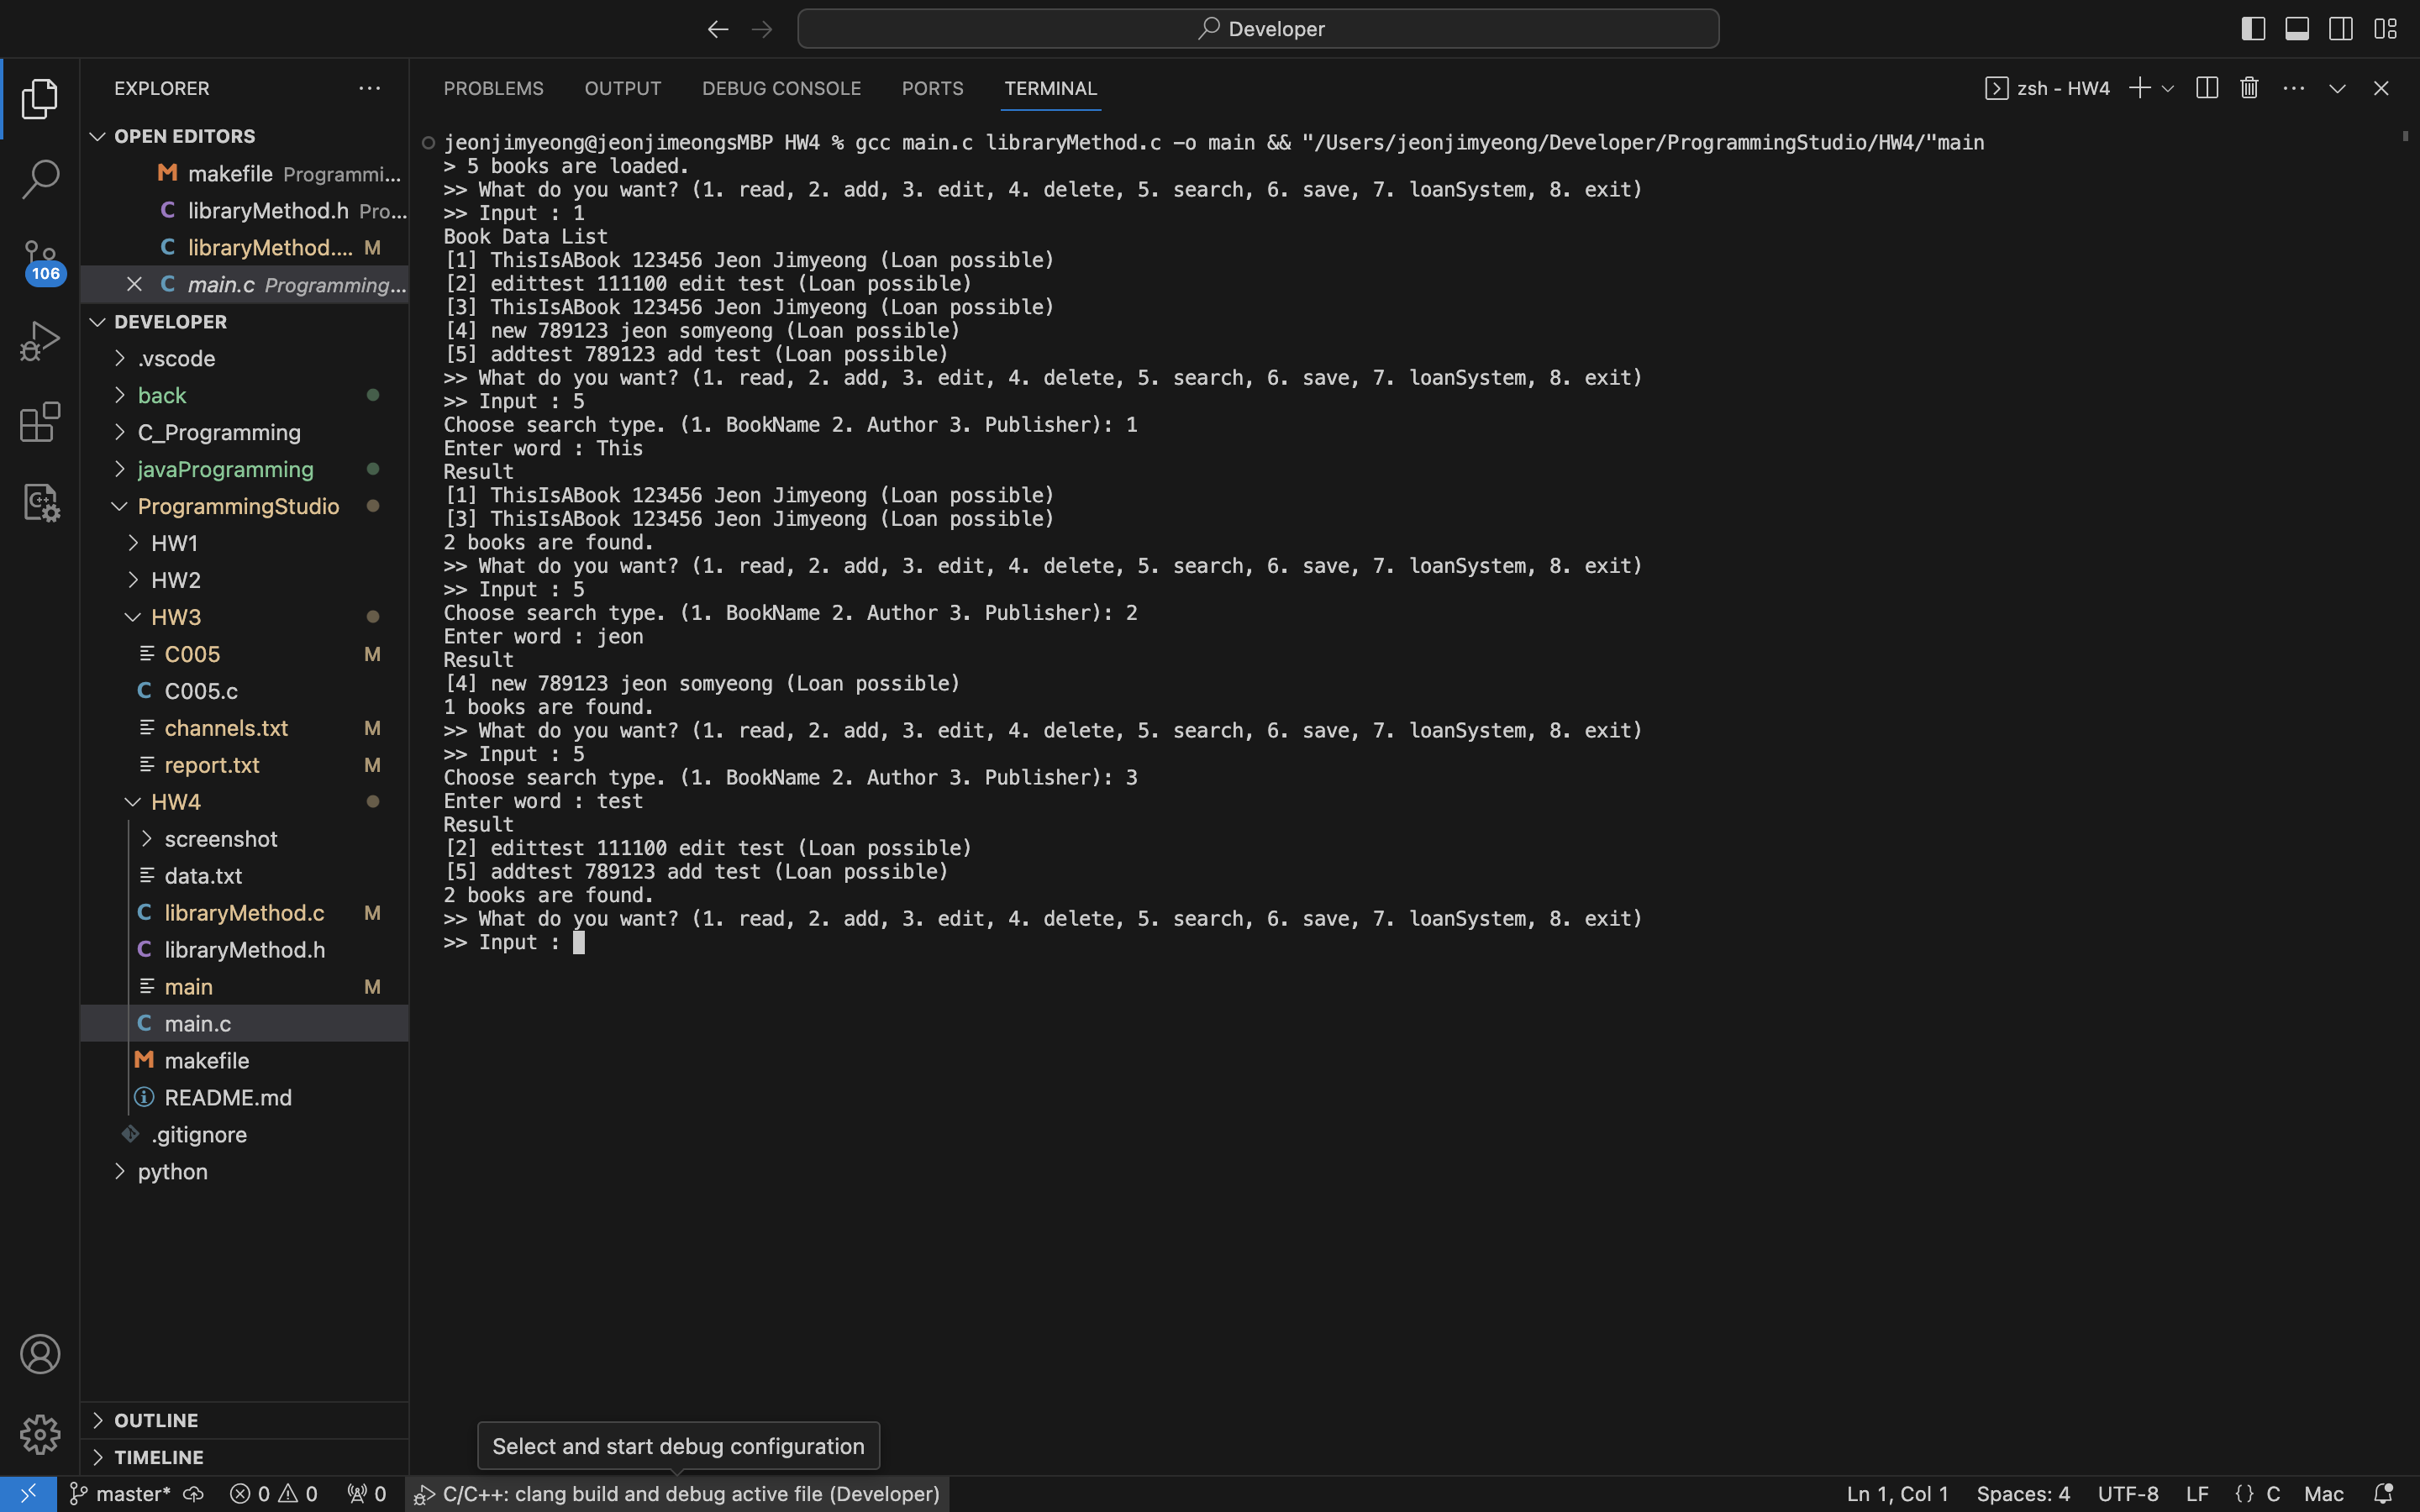 Developer
EXPLORER
OPEN EDITORS
makefile Programmi...
libraryMethod.h Pro...
libraryMethod.... M
main.c Programming...
DEVELOPER
.vscode
back
C_Programming
javaProgramming
ProgrammingStudio
HW1
HW2
HW3
C005 M
C005.c
channels.txt M
report.txt M
HW4
screenshot
data.txt
libraryMethod.c M
libraryMethod.h
main M
main.c
makefile
README.md
.gitignore
python
OUTLINE
TIMELINE
106
PROBLEMS OUTPUT DEBUG CONSOLE PORTS TERMINAL
zsh - HW4
jeonjimyeong@jeonjimeongsMBP HW4 % gcc main.c libraryMethod.c -o main && "/Users/jeonjimyeong/Developer/ProgrammingStudio/HW4/"main
> 5 books are loaded.
>> What do you want? (1. read, 2. add, 3. edit, 4. delete, 5. search, 6. save, 7. loanSystem, 8. exit)
>> Input : 1
Book Data List
[1] ThisIsABook 123456 Jeon Jimyeong (Loan possible)
[2] edittest 111100 edit test (Loan possible)
[3] ThisIsABook 123456 Jeon Jimyeong (Loan possible)
[4] new 789123 jeon somyeong (Loan possible)
[5] addtest 789123 add test (Loan possible)
>> What do you want? (1. read, 2. add, 3. edit, 4. delete, 5. search, 6. save, 7. loanSystem, 8. exit)
>> Input : 5
Choose search type. (1. BookName 2. Author 3. Publisher): 1
Enter word : This
Result
[1] ThisIsABook 123456 Jeon Jimyeong (Loan possible)
[3] ThisIsABook 123456 Jeon Jimyeong (Loan possible)
2 books are found.
>> What do you want? (1. read, 2. add, 3. edit, 4. delete, 5. search, 6. save, 7. loanSystem, 8. exit)
>> Input : 5
Choose search type. (1. BookName 2. Author 3. Publisher): 2
Enter word : jeon
Result
[4] new 789123 jeon somyeong (Loan possible)
1 books are found.
>> What do you want? (1. read, 2. add, 3. edit, 4. delete, 5. search, 6. save, 7. loanSystem, 8. exit)
>> Input : 5
Choose search type. (1. BookName 2. Author 3. Publisher): 3
Enter word : test
Result
[2] edittest 111100 edit test (Loan possible)
[5] addtest 789123 add test (Loan possible)
2 books are found.
>> What do you want? (1. read, 2. add, 3. edit, 4. delete, 5. search, 6. save, 7. loanSystem, 8. exit)
>> Input :
Select and start debug configuration
master* 0 0 0 C/C++: clang build and debug active file (Developer)
Ln 1, Col 1 Spaces: 4 UTF-8 LF {} C Mac